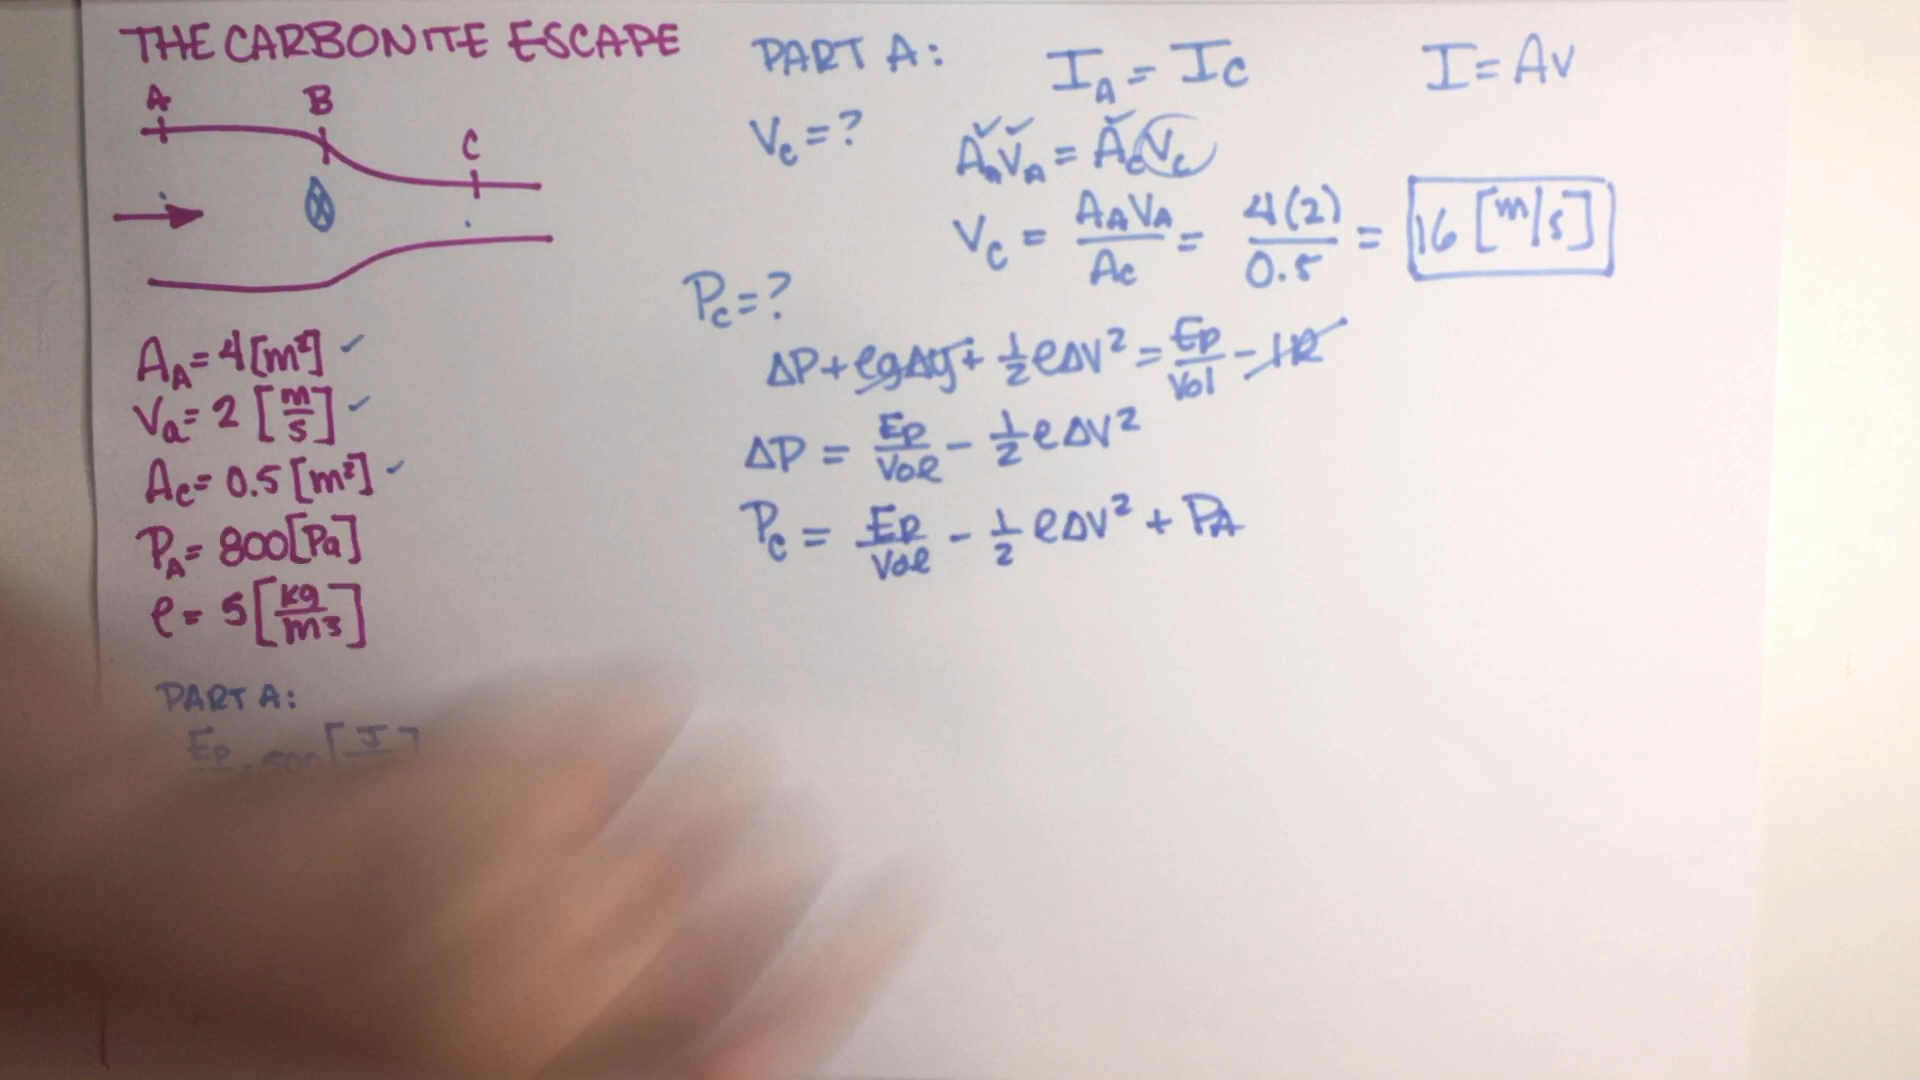 THE CARBONITE ESCAPE
A
B
C
A_A = 4 [m²] ✓
V_a = 2 [m/s] ✓
A_C = 0.5 [m²] ✓
P_A = 800 [Pa]
ρ = 5 [kg/m³]
PART A:
E_P = 500 [J
PART A: I_A = I_C I = AV
V_C = ? A_A V_A = A_C V_C
V_C = A_A V_A / A_C = 4(2) / 0.5 = 16 [m/s]
P_C = ?
ΔP + ρgΔy + ½ρΔV² = E_P/Vol - IR
ΔP = E_P/Vol - ½ρΔV²
P_C = E_P/Vol - ½ρΔV² + P_A